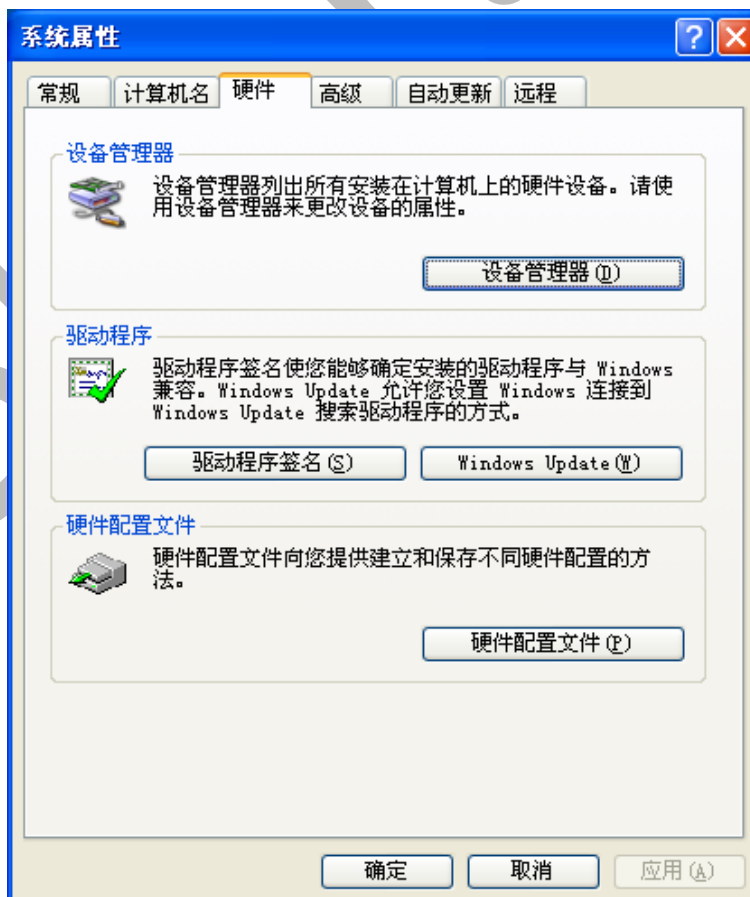 系统属性
常规 计算机名 硬件 高级 自动更新 远程
设备管理器
设备管理器列出所有安装在计算机上的硬件设备。请使
用设备管理器来更改设备的属性。
设备管理器(D)
驱动程序
驱动程序签名使您能够确定安装的驱动程序与 Windows
兼容。Windows Update 允许您设置 Windows 连接到
Windows Update 搜索驱动程序的方式。
驱动程序签名(S) Windows Update(W)
硬件配置文件
硬件配置文件向您提供建立和保存不同硬件配置的方
法。
硬件配置文件(P)
确定 取消 应用(A)